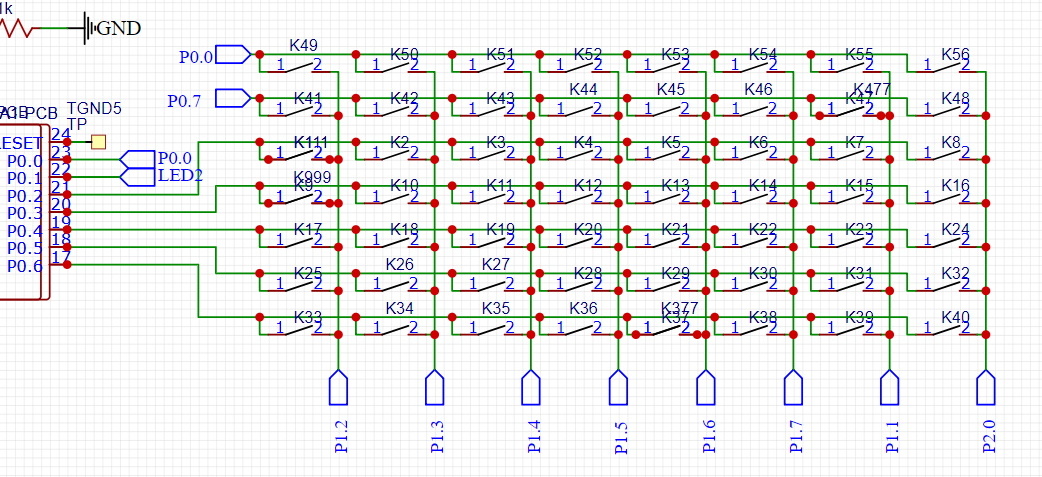 1k
GND
P0.0
K49 K50 K51 K52 K53 K54 K55 K56
1 2 1 2 1 2 1 2 1 2 1 2 1 2 1 2
P0.7
K41 K42 K43 K44 K45 K46 K477 K48
1 2 1 2 1 2 1 2 1 2 1 2 1 2 1 2
PCB
TGND5
TP
24
RESET
K111 K2 K3 K4 K5 K6 K7 K8
1 2 1 2 1 2 1 2 1 2 1 2 1 2 1 2
23
P0.0 P0.0
22
P0.1 LED2
21
P0.2
K999 K10 K11 K12 K13 K14 K15 K16
K9
1 2 1 2 1 2 1 2 1 2 1 2 1 2 1 2
20
P0.3
19
P0.4
K17 K18 K19 K20 K21 K22 K23 K24
1 2 1 2 1 2 1 2 1 2 1 2 1 2 1 2
18
P0.5
17
P0.6
K25 K26 K27 K28 K29 K30 K31 K32
1 2 1 2 1 2 1 2 1 2 1 2 1 2 1 2
K33 K34 K35 K36 K377 K38 K39 K40
K37
1 2 1 2 1 2 1 2 1 2 1 2 1 2 1 2
P1.2 P1.3 P1.4 P1.5 P1.6 P1.7 P1.1 P2.0